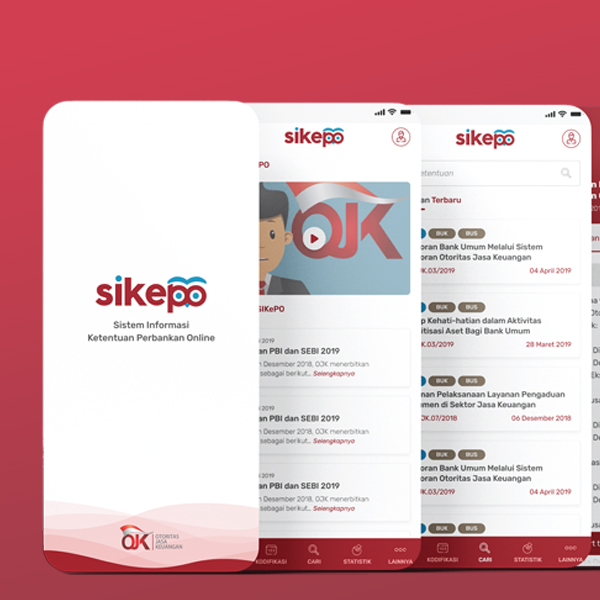 sikepo
Sistem Informasi
Ketentuan Perbankan Online
OJK
OTORITAS
JASA
KEUANGAN
sikepo
PO
OJK
SIKePO
2019
an PBI dan SEBI 2019
n Desember 2018, OJK menerbitkan
sebagai berikut... Selengkapnya
2019
an PBI dan SEBI 2019
n Desember 2018, OJK menerbitkan
sebagai berikut... Selengkapnya
2019
an PBI dan SEBI 2019
n Desember 2018, OJK menerbitkan
sebagai berikut... Selengkapnya
KODIFIKASI CARI STATISTIK LAINNYA
sikepo
etentuan
an Terbaru
BUK BUS
oran Bank Umum Melalui Sistem
ran Otoritas Jasa Keuangan
JK.03/2019 04 April 2019
BUK BUS
p Kehati-hatian dalam Aktivitas
itisasi Aset Bagi Bank Umum
JK.03/2019 28 Maret 2019
BUK BUS
man Pelaksanaan Layanan Pengaduan
umen di Sektor Jasa Keuangan
JK.07/2018 06 Desember 2018
BUK BUS
oran Bank Umum Melalui Sistem
ran Otoritas Jasa Keuangan
JK.03/2019 04 April 2019
BUK BUS
KODIFIKASI CARI STATISTIK LAINNYA